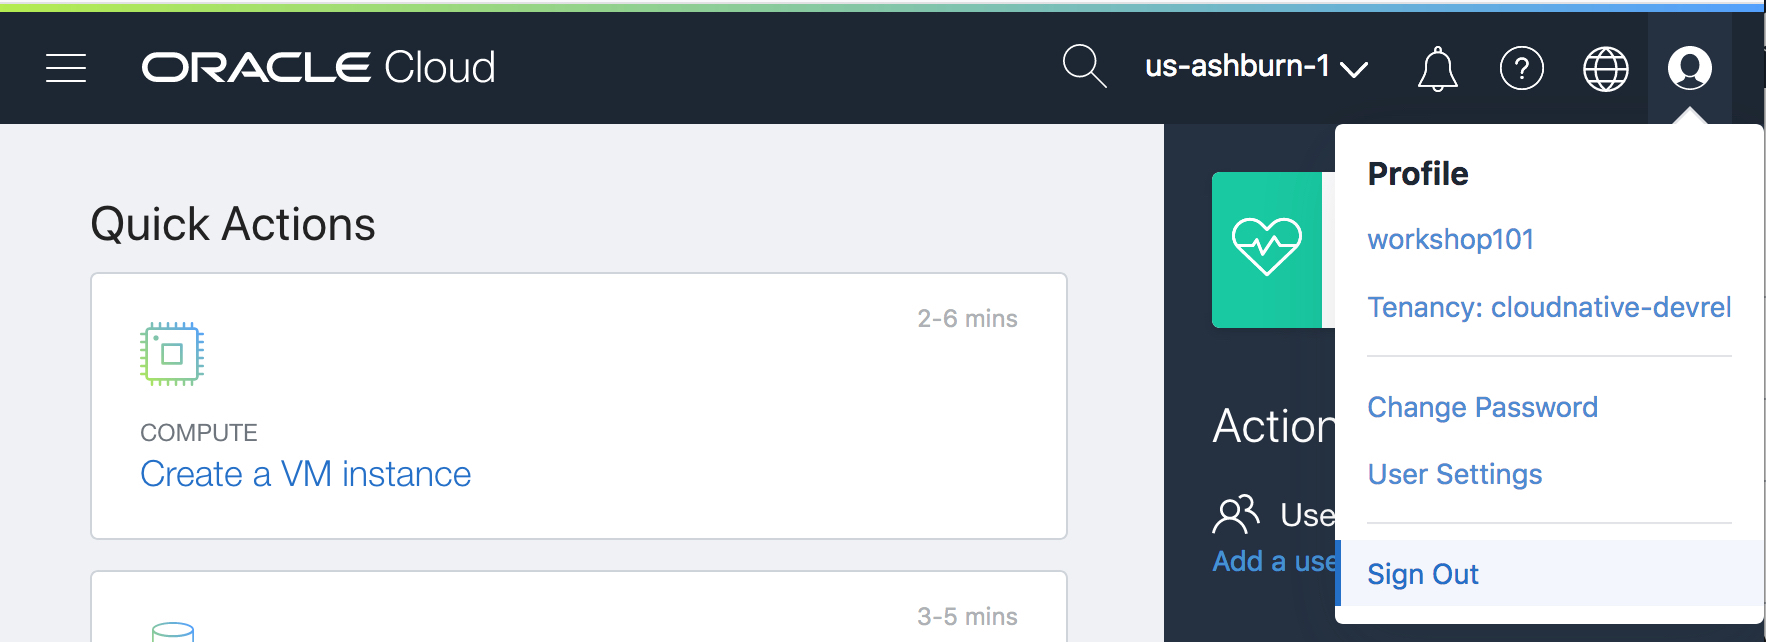 ORACLE Cloud
us-ashburn-1
?
Quick Actions
2-6 mins
COMPUTE
Create a VM instance
3-5 mins
Action
Use
Add a use
Profile
workshop101
Tenancy: cloudnative-devrel
Change Password
User Settings
Sign Out